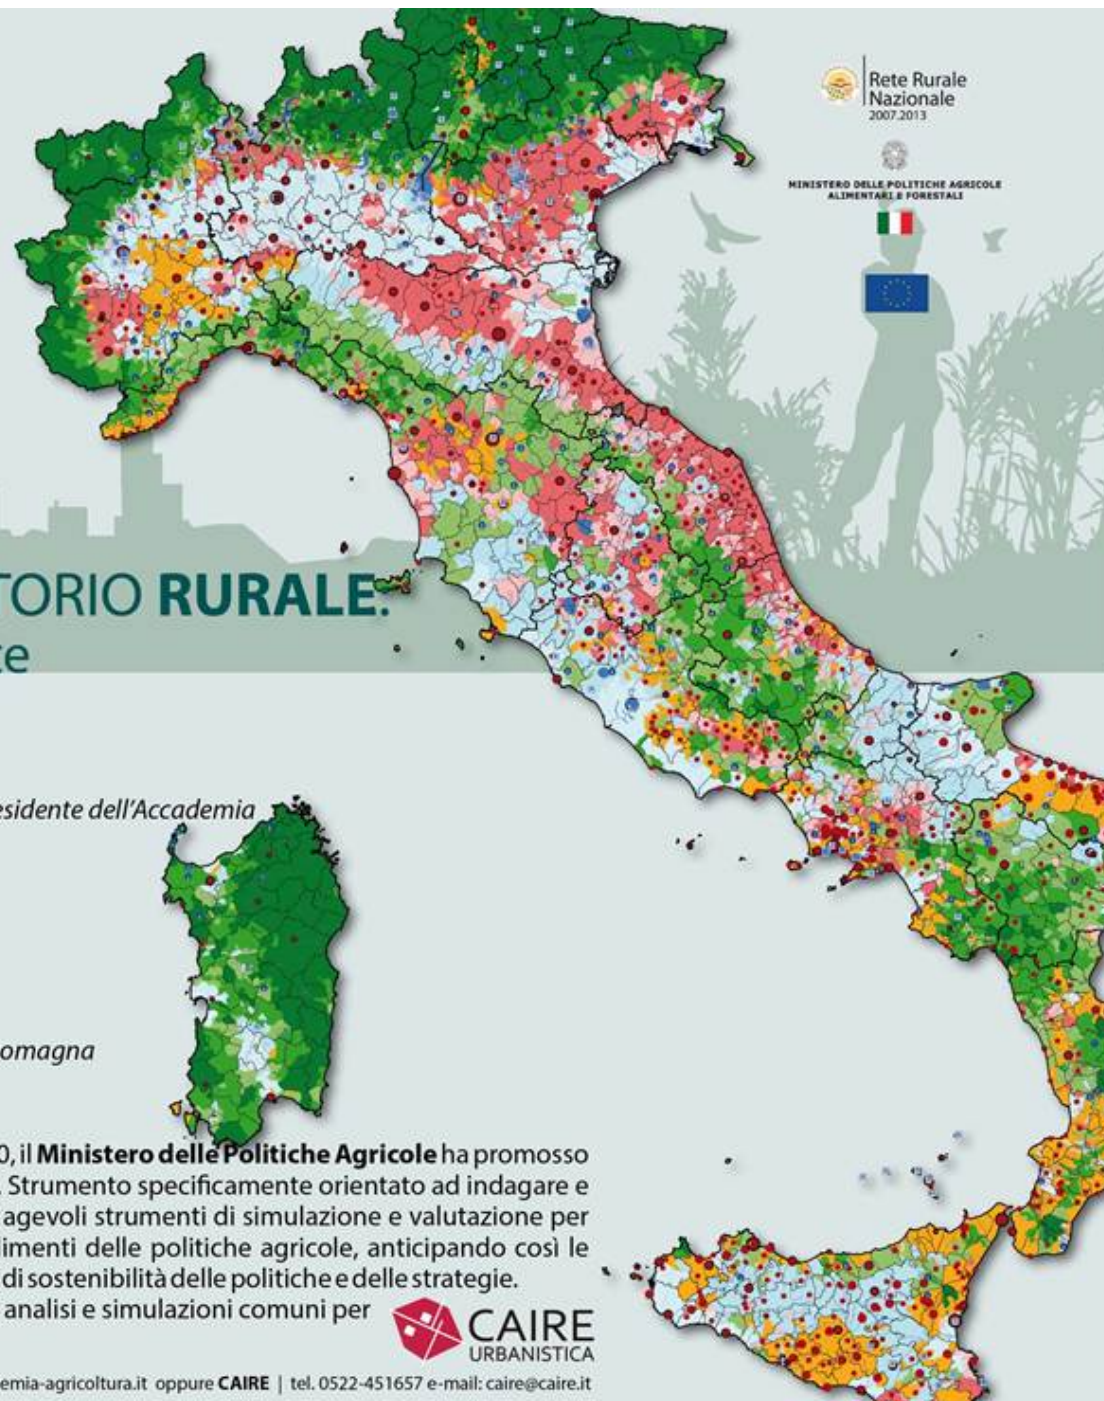 Rete Rurale
Nazionale
2007.2013
MINISTERO DELLE POLITICHE AGRICOLE
ALIMENTARI E FORESTALI
TORIO RURALE.
te
esidente dell'Accademia
omagna
0, il Ministero delle Politiche Agricole ha promosso
. Strumento specificamente orientato ad indagare e
agevoli strumenti di simulazione e valutazione per
dimenti delle politiche agricole, anticipando così le
di sostenibilità delle politiche e delle strategie.
analisi e simulazioni comuni per
CAIRE
URBANISTICA
emia-agricoltura.it oppure CAIRE | tel. 0522-451657 e-mail: caire@caire.it